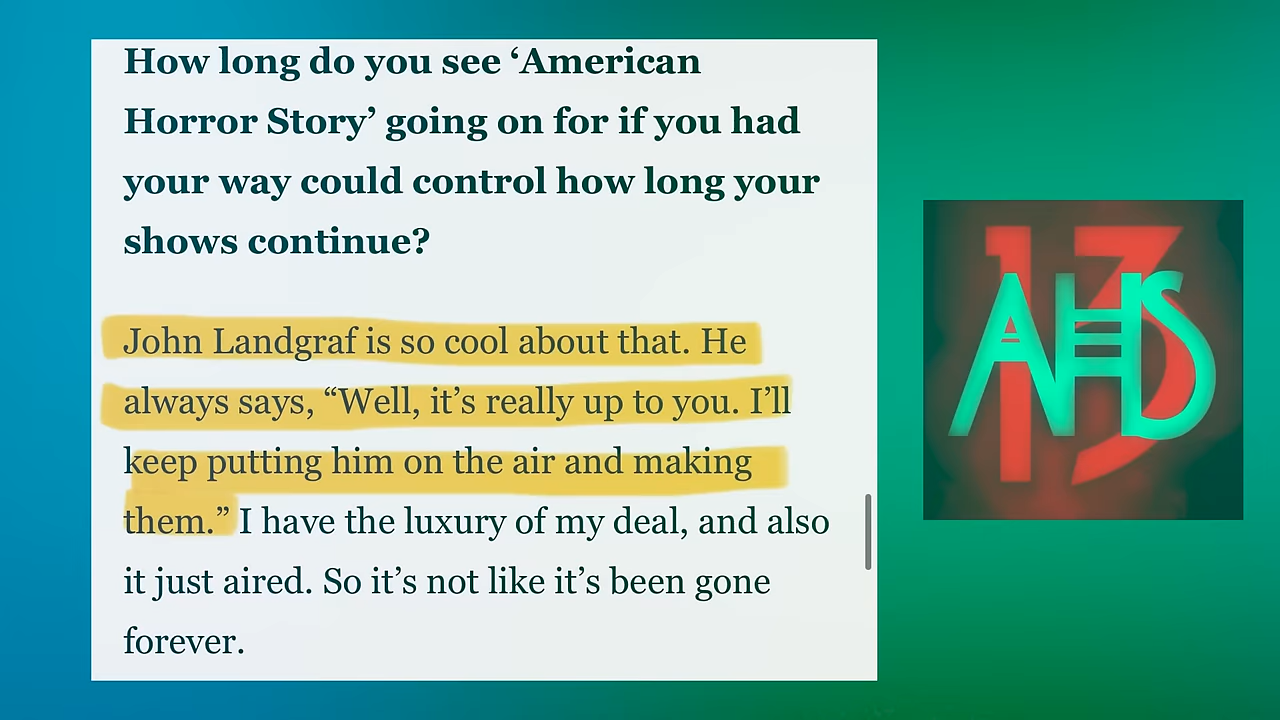 How long do you see ‘American
Horror Story’ going on for if you had
your way could control how long your
shows continue?
John Landgraf is so cool about that. He
always says, “Well, it’s really up to you. I’ll
keep putting him on the air and making
them.” I have the luxury of my deal, and also
it just aired. So it’s not like it’s been gone
forever.
13
AHS